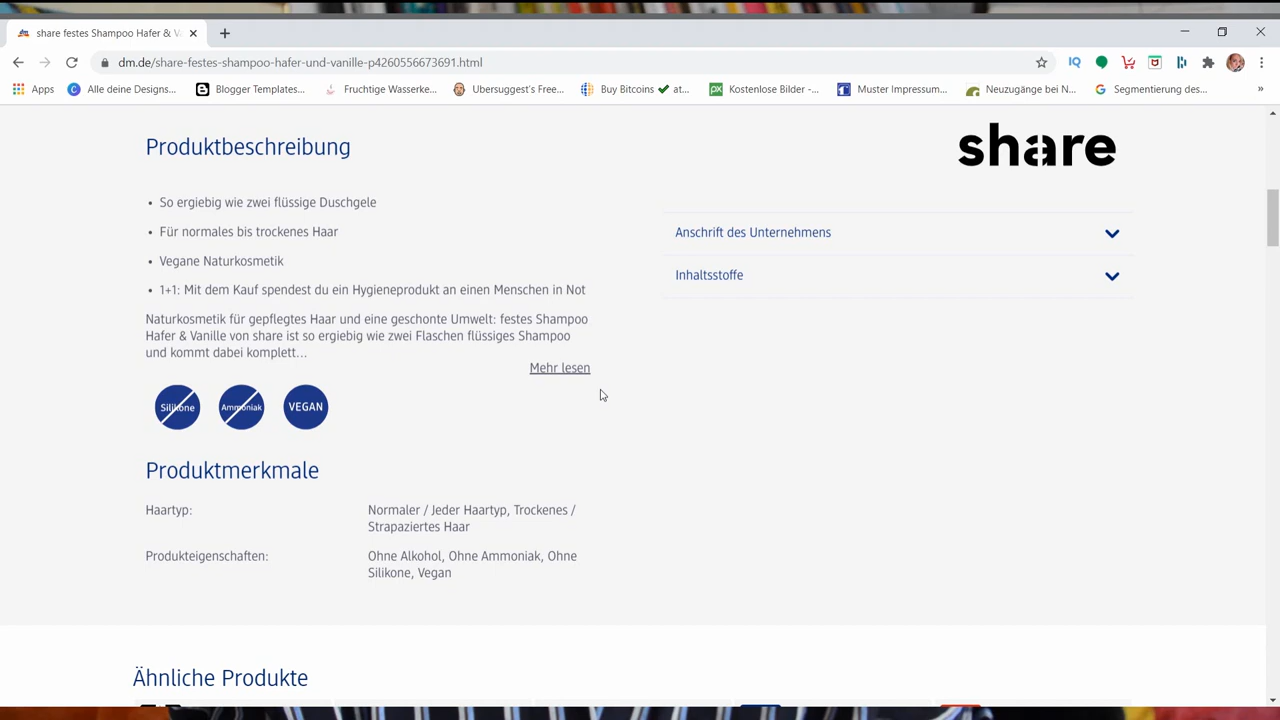 share festes Shampoo Hafer & V
dm.de/share-festes-shampoo-hafer-und-vanille-p4260556673691.html
IQ
Apps
Alle deine Designs...
Blogger Templates...
Fruchtige Wasserke...
Ubersuggest's Free...
Buy Bitcoins ✔ at...
Kostenlose Bilder -...
Muster Impressum...
Neuzugänge bei N...
Segmentierung des...
»
Produktbeschreibung
share
• So ergiebig wie zwei flüssige Duschgele
• Für normales bis trockenes Haar
• Vegane Naturkosmetik
• 1+1: Mit dem Kauf spendest du ein Hygieneprodukt an einen Menschen in Not
Naturkosmetik für gepflegtes Haar und eine geschonte Umwelt: festes Shampoo
Hafer & Vanille von share ist so ergiebig wie zwei Flaschen flüssiges Shampoo
und kommt dabei komplett...
Mehr lesen
Anschrift des Unternehmens
Inhaltsstoffe
Silikone
Ammoniak
VEGAN
Produktmerkmale
Haartyp:
Normaler / Jeder Haartyp, Trockenes /
Strapaziertes Haar
Produkteigenschaften:
Ohne Alkohol, Ohne Ammoniak, Ohne
Silikone, Vegan
Ähnliche Produkte